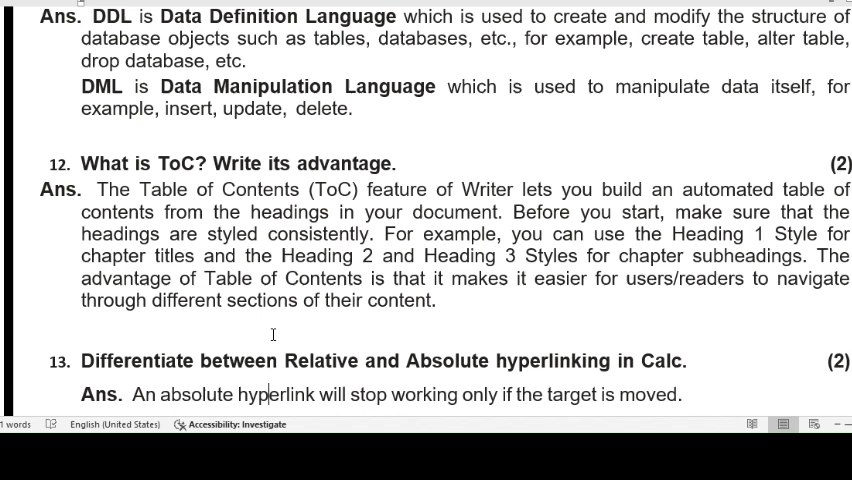 Ans. DDL is Data Definition Language which is used to create and modify the structure of
database objects such as tables, databases, etc., for example, create table, alter table,
drop database, etc.
DML is Data Manipulation Language which is used to manipulate data itself, for
example, insert, update, delete.
12. What is ToC? Write its advantage. (2)
Ans. The Table of Contents (ToC) feature of Writer lets you build an automated table of
contents from the headings in your document. Before you start, make sure that the
headings are styled consistently. For example, you can use the Heading 1 Style for
chapter titles and the Heading 2 and Heading 3 Styles for chapter subheadings. The
advantage of Table of Contents is that it makes it easier for users/readers to navigate
through different sections of their content.
13. Differentiate between Relative and Absolute hyperlinking in Calc. (2)
Ans. An absolute hyperlink will stop working only if the target is moved.
1 words English (United States) Accessibility: Investigate